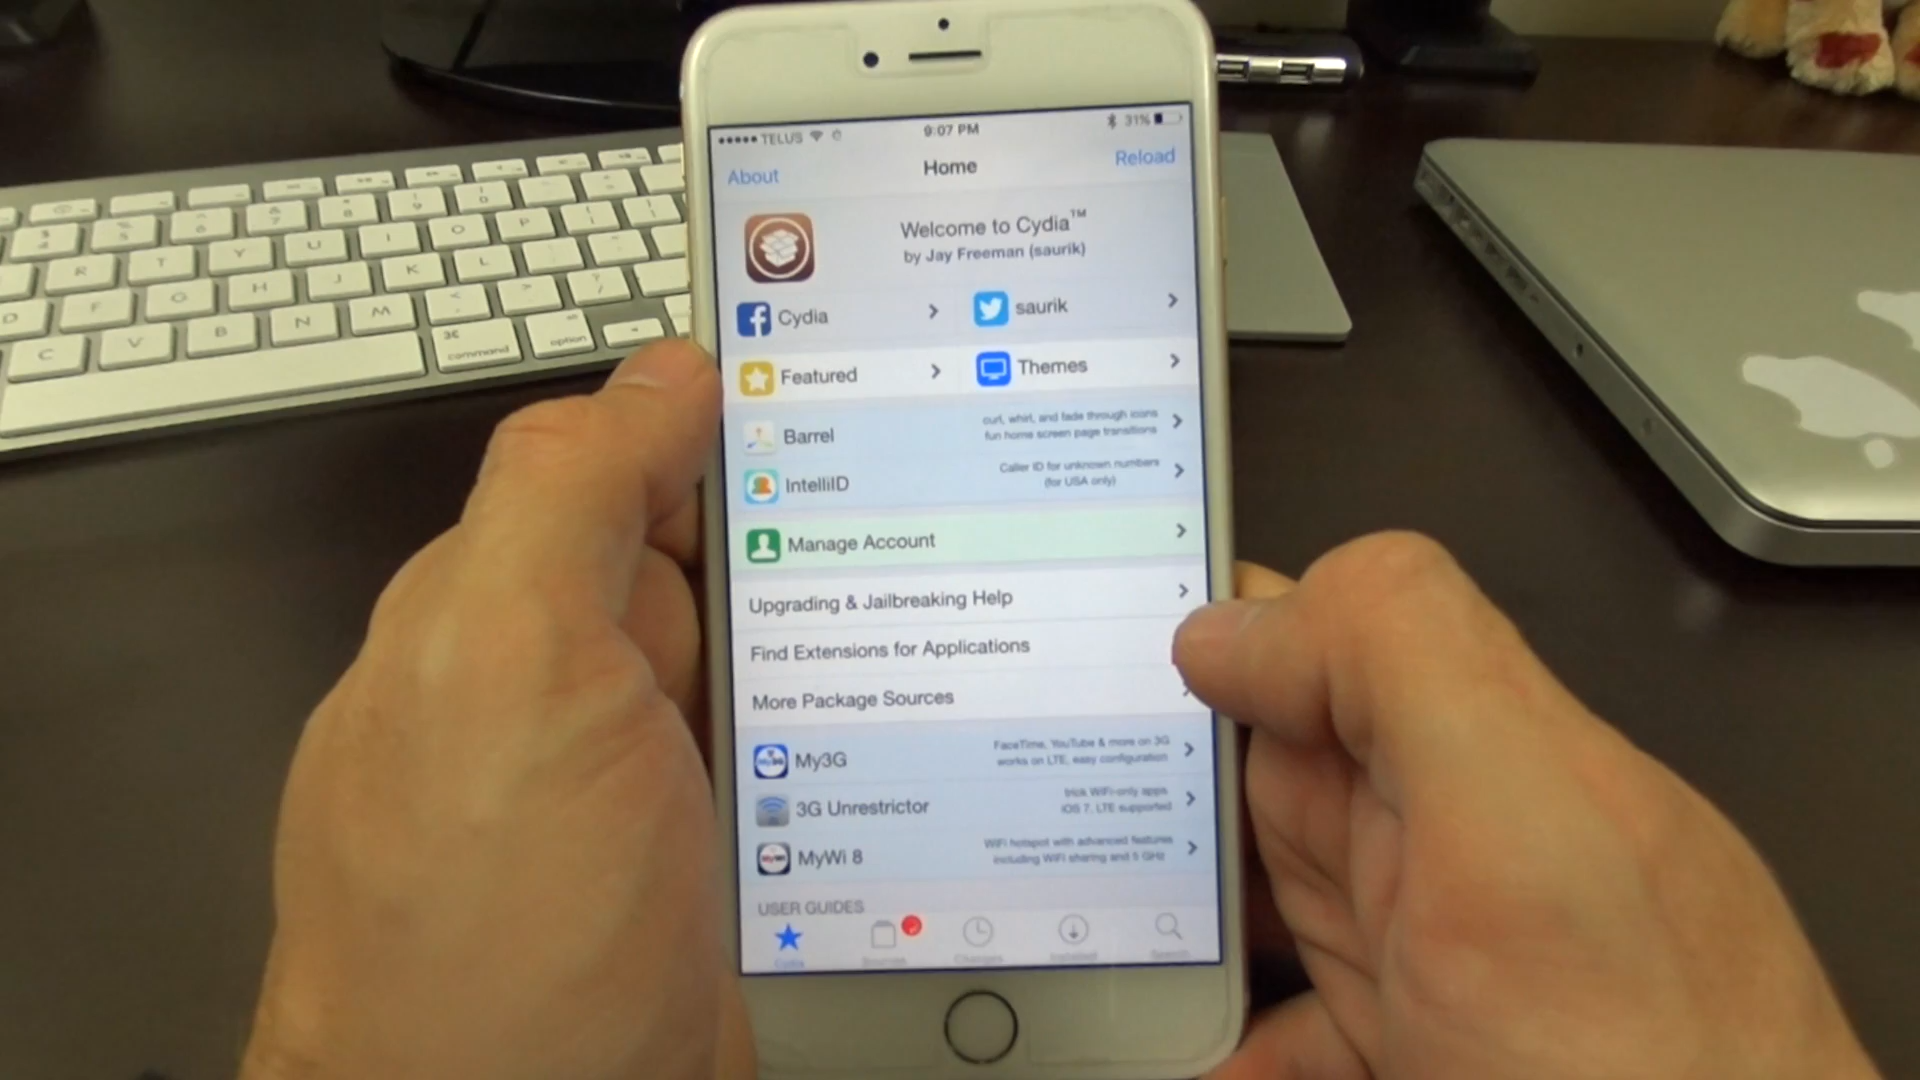 TELUS
9:07 PM
31%
About
Home
Reload
Welcome to Cydia™
by Jay Freeman (saurik)
Cydia
saurik
Featured
Themes
Barrel
curl, whirl, and fade through icons
fun home screen page transitions
IntelliID
Caller ID for unknown numbers
(for USA only)
Manage Account
Upgrading & Jailbreaking Help
Find Extensions for Applications
More Package Sources
My3G
FaceTime, YouTube & more on 3G
works on LTE, easy configuration
3G Unrestrictor
trick WiFi-only apps
iOS 7, LTE supported
MyWi 8
WiFi hotspot with advanced features
including WiFi sharing and 5 GHz
USER GUIDES
Cydia
Sources
Changes
Installed
Search
R T Y U I O P
D F G H J K L
C V B N M
command
option